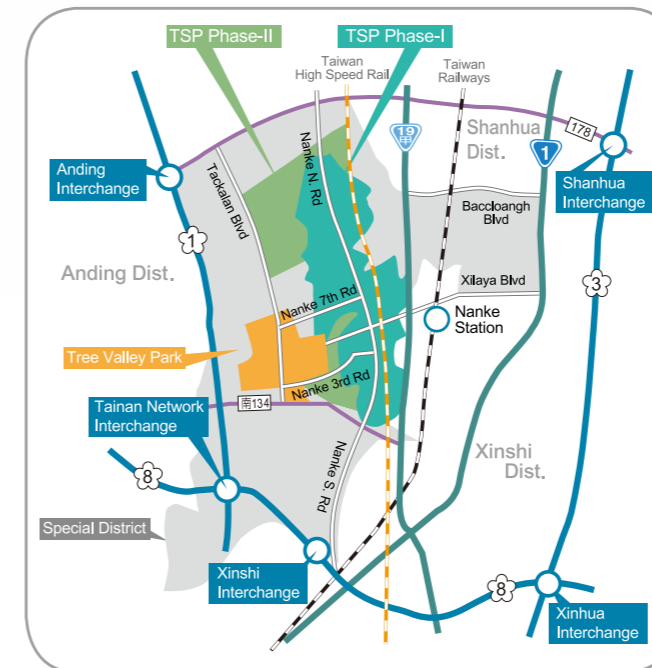 TSP Phase-II
TSP Phase-I
Taiwan
High Speed Rail
Taiwan
Railways
19
甲
Shanhua
Dist.
1
178
Anding
Interchange
Tackalan Blvd
Nanke N. Rd
Shanhua
Interchange
Baccloangh
Blvd
1
Anding Dist.
Xilaya Blvd
3
Nanke 7th Rd
Nanke
Station
Tree Valley Park
Nanke 3rd Rd
南134
Tainan Network
Interchange
Nanke S. Rd
Xinshi
Dist.
8
Special District
Xinshi
Interchange
8
Xinhua
Interchange